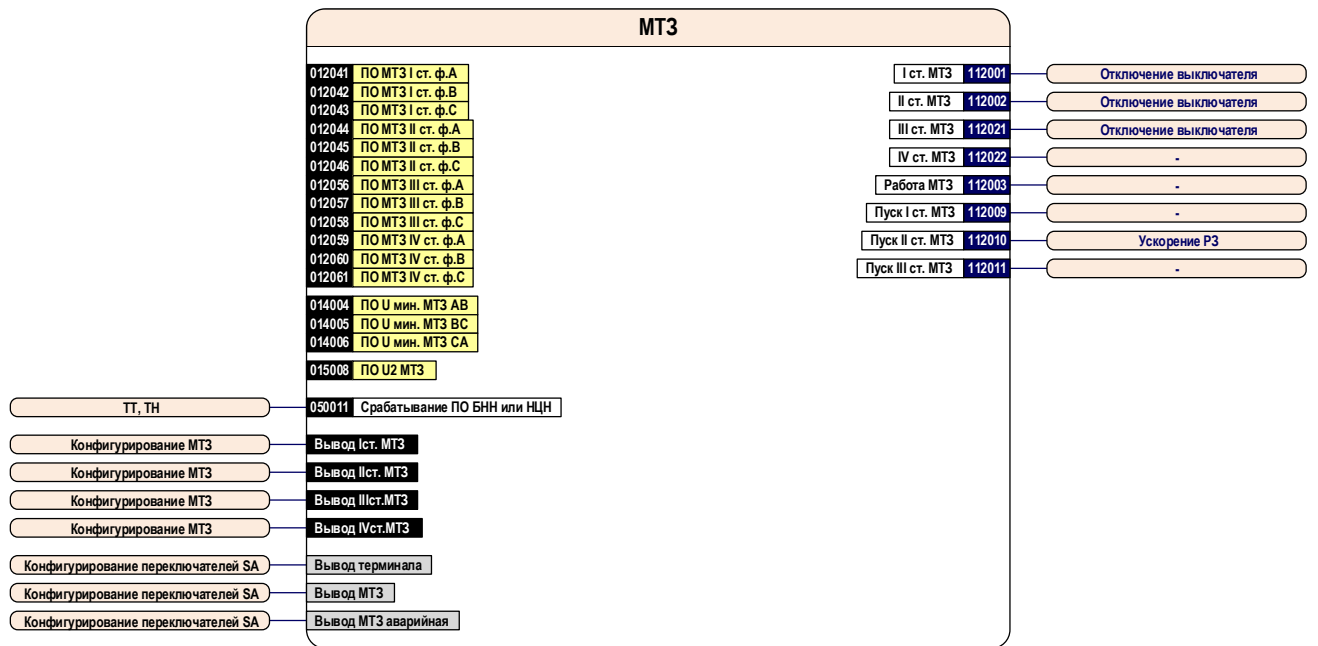 МТЗ
012041 ПО МТЗ I ст. ф.А
012042 ПО МТЗ I ст. ф.В
012043 ПО МТЗ I ст. ф.С
012044 ПО МТЗ II ст. ф.А
012045 ПО МТЗ II ст. ф.В
012046 ПО МТЗ II ст. ф.С
012056 ПО МТЗ III ст. ф.А
012057 ПО МТЗ III ст. ф.В
012058 ПО МТЗ III ст. ф.С
012059 ПО МТЗ IV ст. ф.А
012060 ПО МТЗ IV ст. ф.В
012061 ПО МТЗ IV ст. ф.С
014004 ПО U мин. МТЗ АВ
014005 ПО U мин. МТЗ ВС
014006 ПО U мин. МТЗ СА
015008 ПО U2 МТЗ
ТТ, ТН 050011 Срабатывание ПО БНН или НЦН
Конфигурирование МТЗ Вывод Iст. МТЗ
Конфигурирование МТЗ Вывод IIст. МТЗ
Конфигурирование МТЗ Вывод IIIст.МТЗ
Конфигурирование МТЗ Вывод IVст.МТЗ
Конфигурирование переключателей SA Вывод терминала
Конфигурирование переключателей SA Вывод МТЗ
Конфигурирование переключателей SA Вывод МТЗ аварийная
I ст. МТЗ 112001 Отключение выключателя
II ст. МТЗ 112002 Отключение выключателя
III ст. МТЗ 112021 Отключение выключателя
IV ст. МТЗ 112022 -
Работа МТЗ 112003 -
Пуск I ст. МТЗ 112009 -
Пуск II ст. МТЗ 112010 Ускорение РЗ
Пуск III ст. МТЗ 112011 -